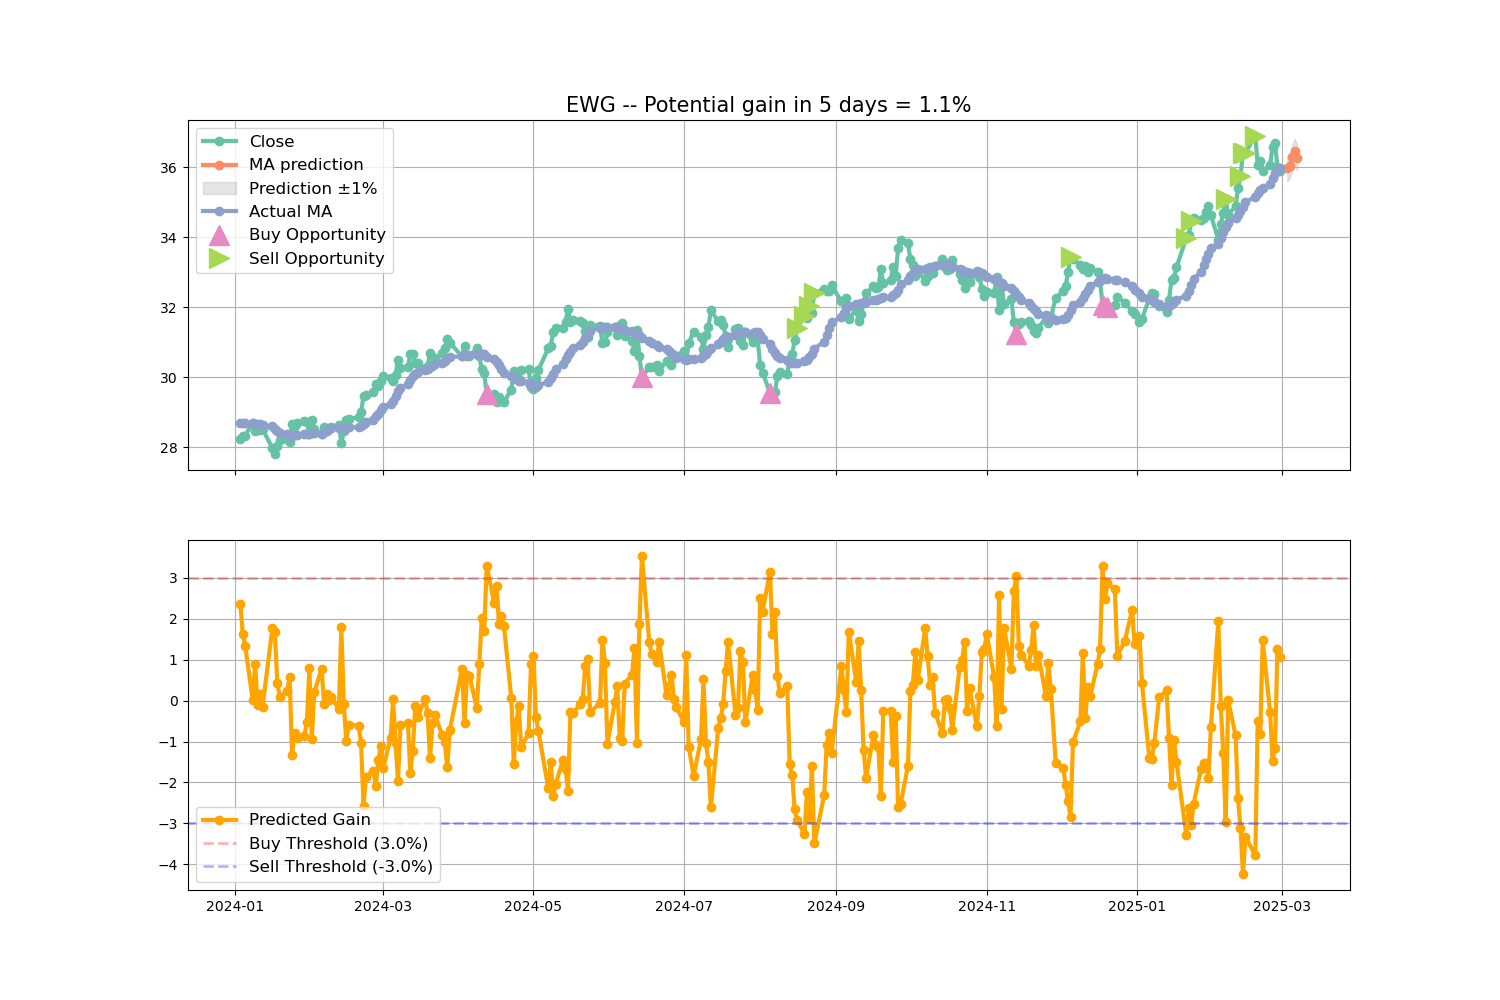 EWG -- Potential gain in 5 days = 1.1%
Close
MA prediction
Prediction ±1%
Actual MA
Buy Opportunity
Sell Opportunity
36
34
32
30
28
3
2
1
0
−1
−2
−3
−4
Predicted Gain
Buy Threshold (3.0%)
Sell Threshold (-3.0%)
2024-01
2024-03
2024-05
2024-07
2024-09
2024-11
2025-01
2025-03